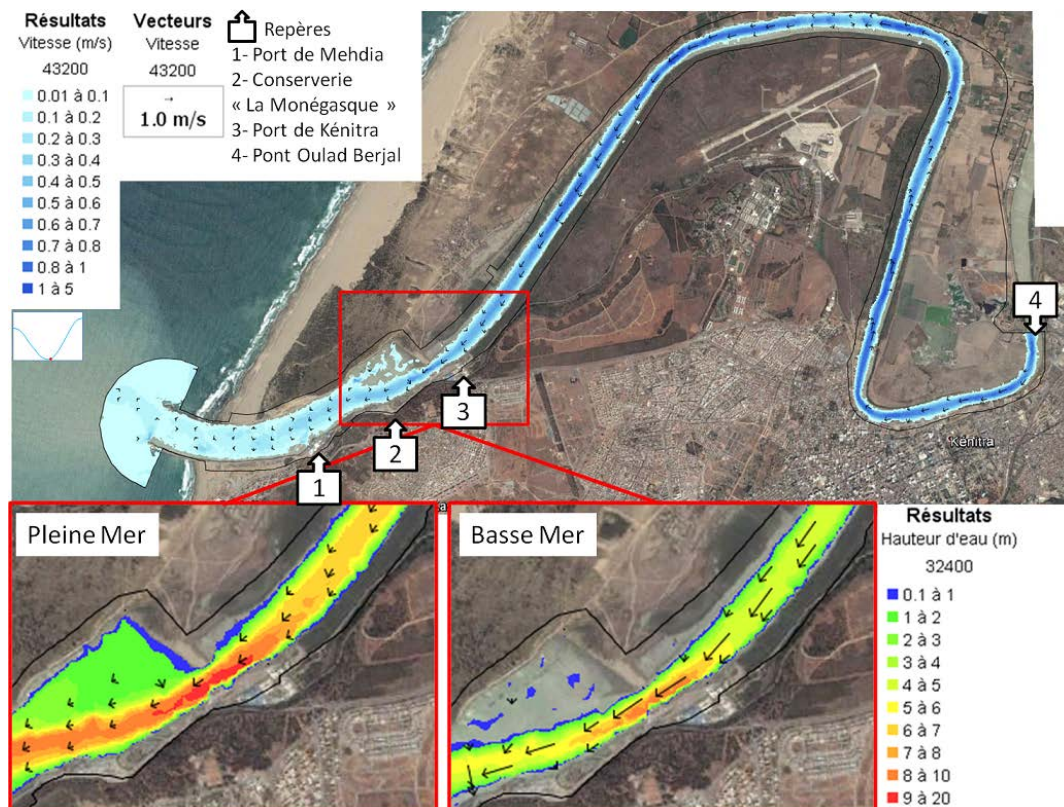 Résultats
Vitesse (m/s)
43200
0.01 à 0.1
0.1 à 0.2
0.2 à 0.3
0.3 à 0.4
0.4 à 0.5
0.5 à 0.6
0.6 à 0.7
0.7 à 0.8
0.8 à 1
1 à 5
Vecteurs
Vitesse
43200
1.0 m/s
Repères
1- Port de Mehdia
2- Conserverie
« La Monégasque »
3- Port de Kénitra
4- Pont Oulad Berjal
4
3
2
1
Kenitra
Pleine Mer
Basse Mer
Résultats
Hauteur d'eau (m)
32400
0.1 à 1
1 à 2
2 à 3
3 à 4
4 à 5
5 à 6
6 à 7
7 à 8
8 à 10
9 à 20